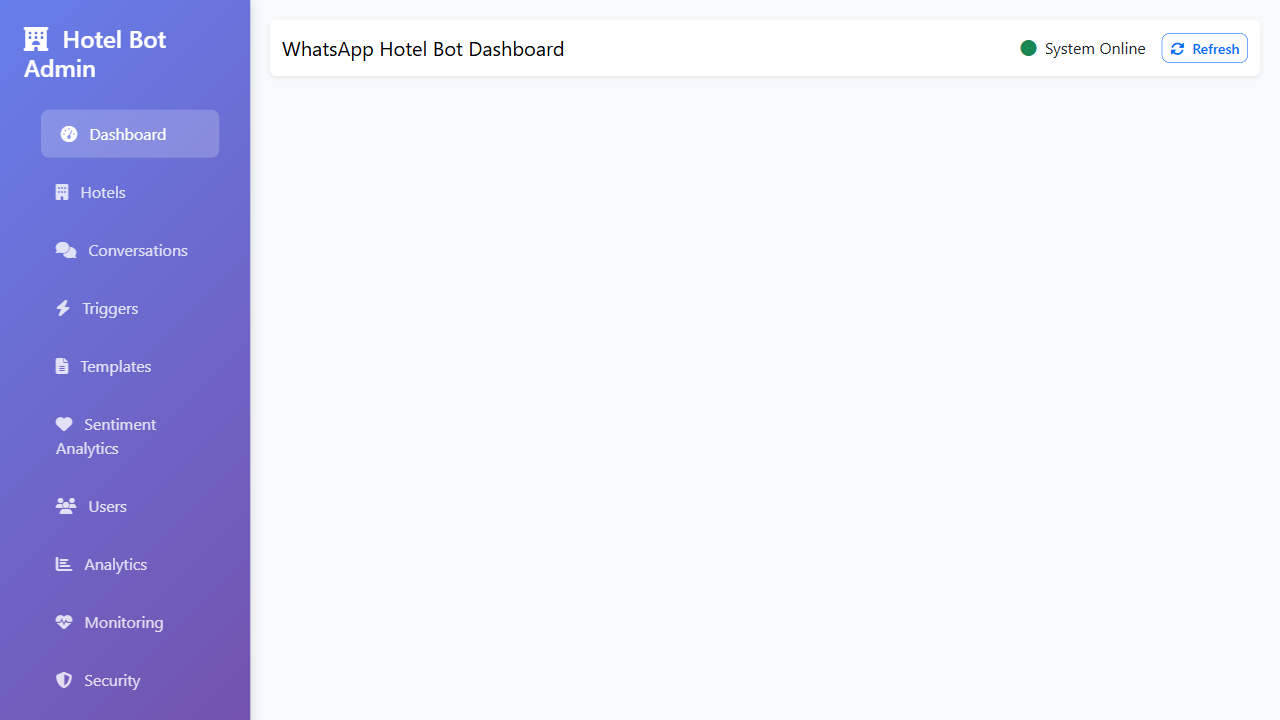 Hotel Bot
Admin
Dashboard
Hotels
Conversations
Triggers
Templates
Sentiment
Analytics
Users
Analytics
Monitoring
Security
WhatsApp Hotel Bot Dashboard
System Online
Refresh